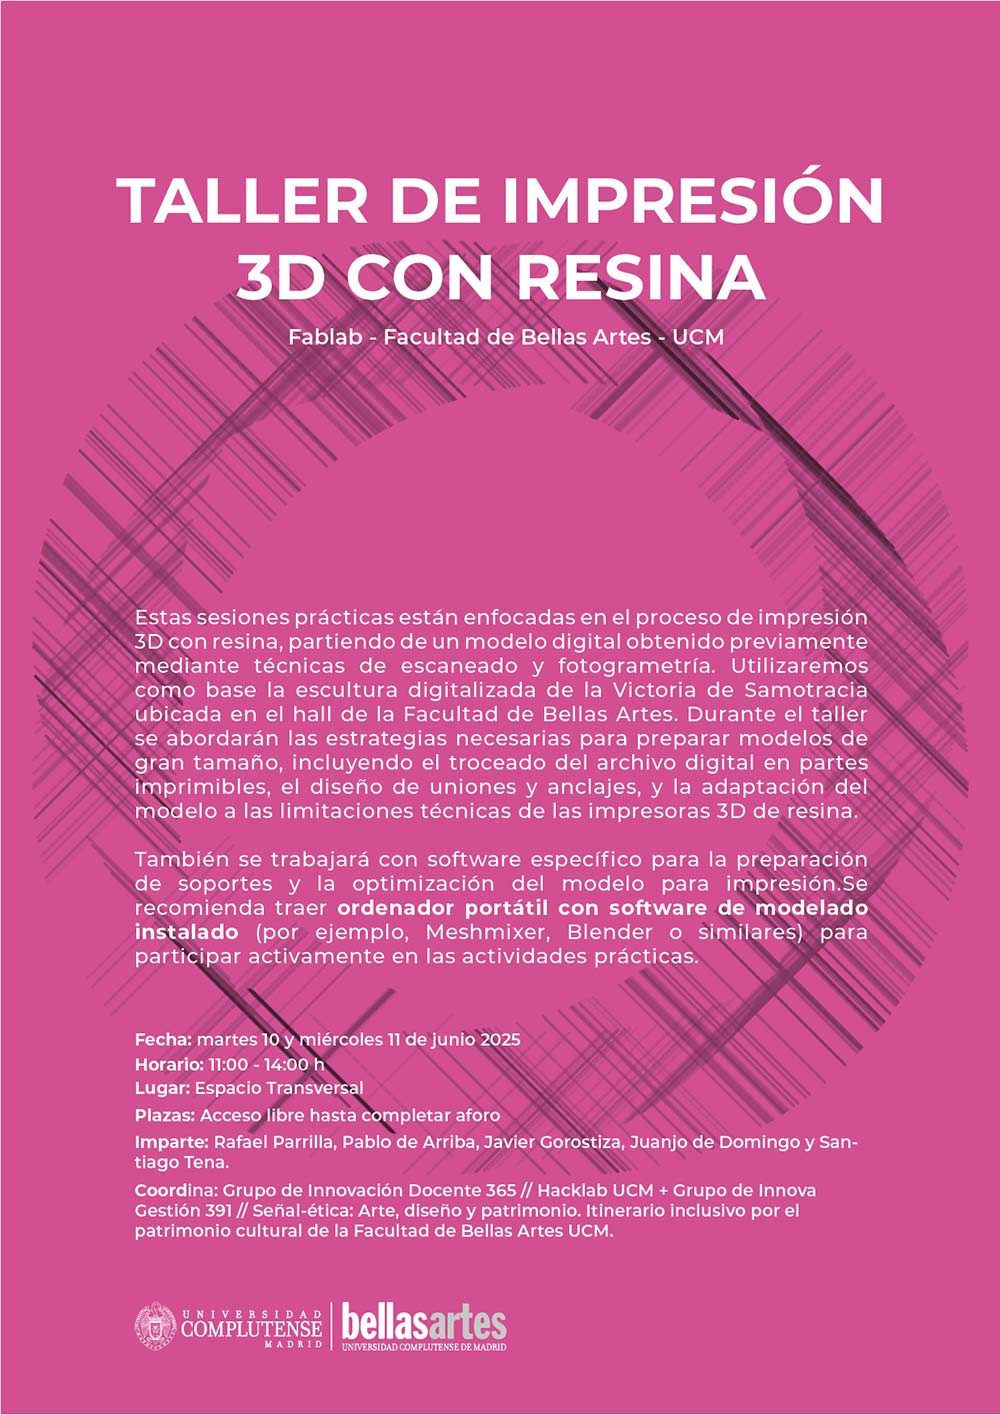 TALLER DE IMPRESIÓN
3D CON RESINA
Fablab - Facultad de Bellas Artes - UCM
Estas sesiones prácticas están enfocadas en el proceso de impresión
3D con resina, partiendo de un modelo digital obtenido previamente
mediante técnicas de escaneado y fotogrametría. Utilizaremos
como base la escultura digitalizada de la Victoria de Samotracia
ubicada en el hall de la Facultad de Bellas Artes. Durante el taller
se abordarán las estrategias necesarias para preparar modelos de
gran tamaño, incluyendo el troceado del archivo digital en partes
imprimibles, el diseño de uniones y anclajes, y la adaptación del
modelo a las limitaciones técnicas de las impresoras 3D de resina.
También se trabajará con software específico para la preparación
de soportes y la optimización del modelo para impresión.Se
recomienda traer ordenador portátil con software de modelado
instalado (por ejemplo, Meshmixer, Blender o similares) para
participar activamente en las actividades prácticas.
Fecha: martes 10 y miércoles 11 de junio 2025
Horario: 11:00 - 14:00 h
Lugar: Espacio Transversal
Plazas: Acceso libre hasta completar aforo
Imparte: Rafael Parrilla, Pablo de Arriba, Javier Gorostiza, Juanjo de Domingo y San-
tiago Tena.
Coordina: Grupo de Innovación Docente 365 // Hacklab UCM + Grupo de Innova
Gestión 391 // Señal-ética: Arte, diseño y patrimonio. Itinerario inclusivo por el
patrimonio cultural de la Facultad de Bellas Artes UCM.
UNIVERSIDAD
COMPLUTENSE
MADRID
bellasartes
UNIVERSIDAD COMPLUTENSE DE MADRID